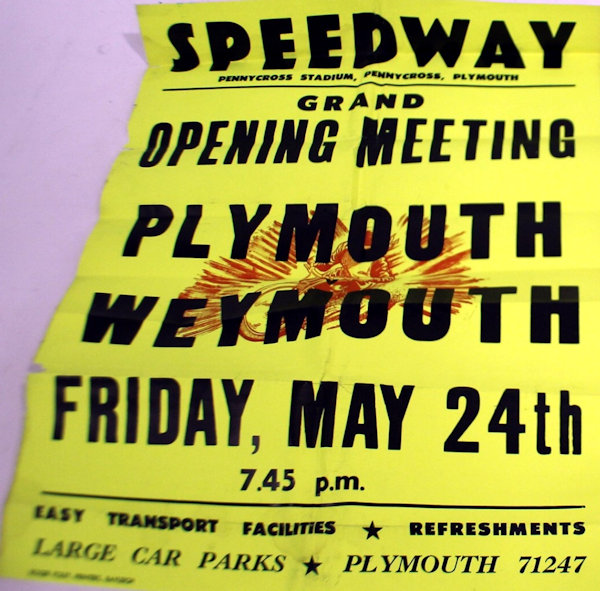 SPEEDWAY
PENNYCROSS STADIUM, PENNYCROSS, PLYMOUTH
GRAND
OPENING MEETING
PLYMOUTH
WEYMOUTH
FRIDAY, MAY 24th
7.45 p.m.
EASY TRANSPORT FACILITIES ★ REFRESHMENTS
LARGE CAR PARKS ★ PLYMOUTH 71247